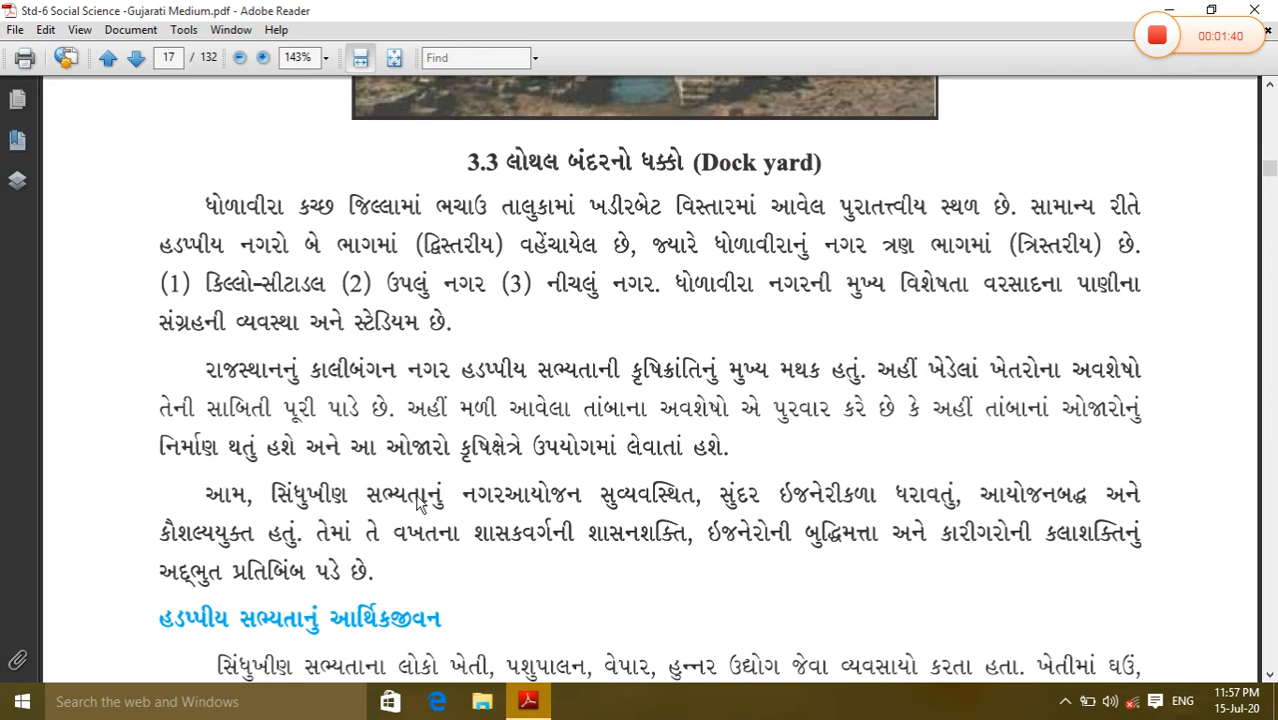 Std-6 Social Science -Gujarati Medium.pdf - Adobe Reader
File Edit View Document Tools Window Help
00:01:40
17 / 132 143% Find
3.3 લોથલ બંદરનો ધક્કો (Dock yard)
ધોળાવીરા કચ્છ જિલ્લામાં ભચાઉ તાલુકામાં ખડીરબેટ વિસ્તારમાં આવેલ પુરાતત્ત્વીય સ્થળ છે. સામાન્ય રીતે
હડપ્પીય નગરો બે ભાગમાં (દ્વિસ્તરીય) વહેંચાયેલ છે, જ્યારે ધોળાવીરાનું નગર ત્રણ ભાગમાં (ત્રિસ્તરીય) છે.
(1) કિલ્લો-સીટાડલ (2) ઉપલું નગર (3) નીચલું નગર. ધોળાવીરા નગરની મુખ્ય વિશેષતા વરસાદના પાણીના
સંગ્રહની વ્યવસ્થા અને સ્ટેડિયમ છે.
રાજસ્થાનનું કાલીબંગન નગર હડપ્પીય સભ્યતાની કૃષિક્રાંતિનું મુખ્ય મથક હતું. અહીં ખેડેલાં ખેતરોના અવશેષો
તેની સાબિતી પૂરી પાડે છે. અહીં મળી આવેલા તાંબાના અવશેષો એ પુરવાર કરે છે કે અહીં તાંબાનાં ઓજારોનું
નિર્માણ થતું હશે અને આ ઓજારો કૃષિક્ષેત્રે ઉપયોગમાં લેવાતાં હશે.
આમ, સિંધુખીણ સભ્યતાનું નગરઆયોજન સુવ્યવસ્થિત, સુંદર ઇજનેરીકળા ધરાવતું, આયોજનબદ્ધ અને
કૌશલ્યયુક્ત હતું. તેમાં તે વખતના શાસકવર્ગની શાસનશક્તિ, ઇજનેરોની બુદ્ધિમત્તા અને કારીગરોની કલાશક્તિનું
અદ્ભુત પ્રતિબિંબ પડે છે.
હડપ્પીય સભ્યતાનું આર્થિકજીવન
સિંધુખીણ સભ્યતાના લોકો ખેતી, પશુપાલન, વેપાર, હુન્નર ઉદ્યોગ જેવા વ્યવસાયો કરતા હતા. ખેતીમાં ઘઉં,
Search the web and Windows
ENG
11:57 PM
15-Jul-20